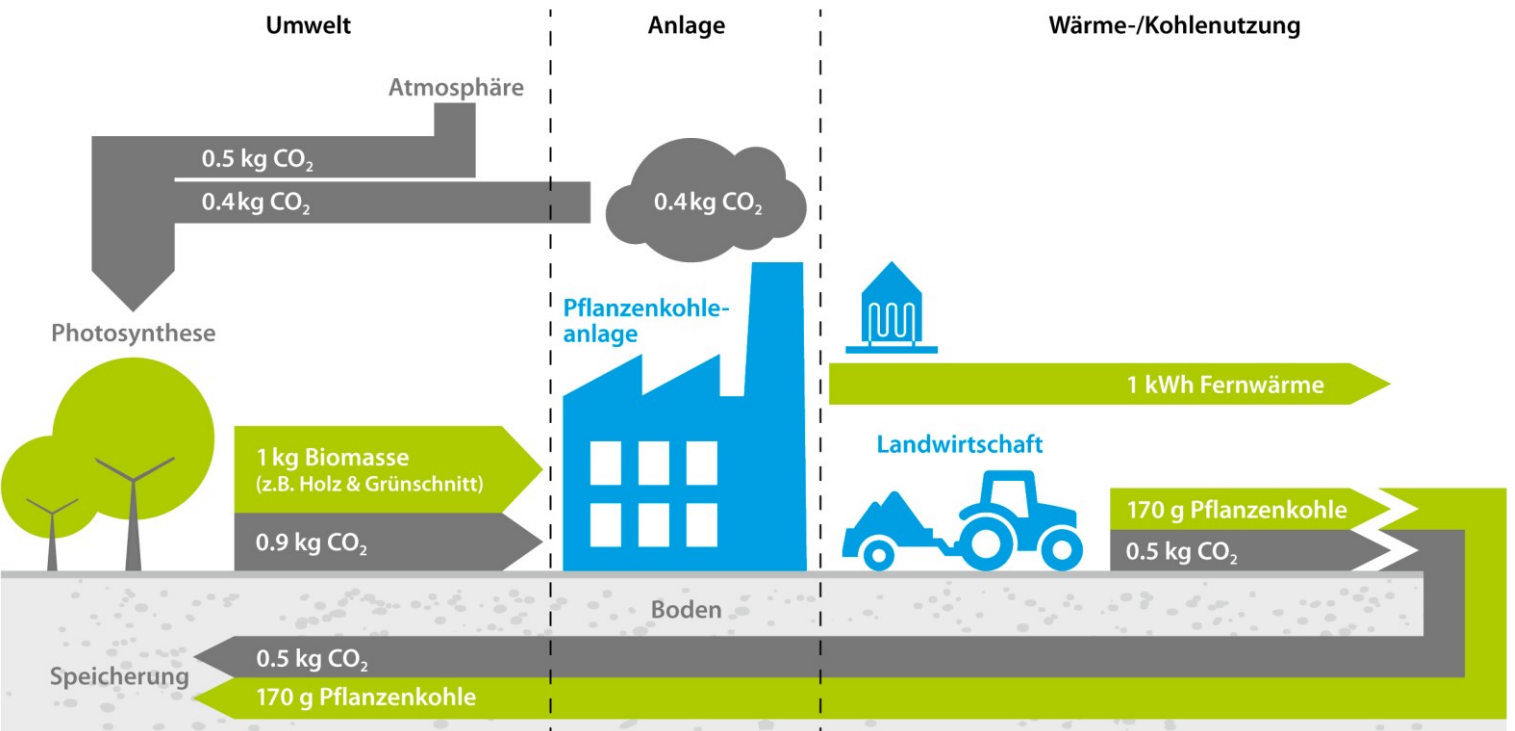 Umwelt
Anlage
Wärme-/Kohlenutzung
Atmosphäre
0.5 kg CO₂
0.4 kg CO₂
0.4 kg CO₂
Photosynthese
Pflanzenkohle-
anlage
1 kWh Fernwärme
Landwirtschaft
1 kg Biomasse
(z.B. Holz & Grünschnitt)
0.9 kg CO₂
170 g Pflanzenkohle
0.5 kg CO₂
Boden
Speicherung
0.5 kg CO₂
170 g Pflanzenkohle